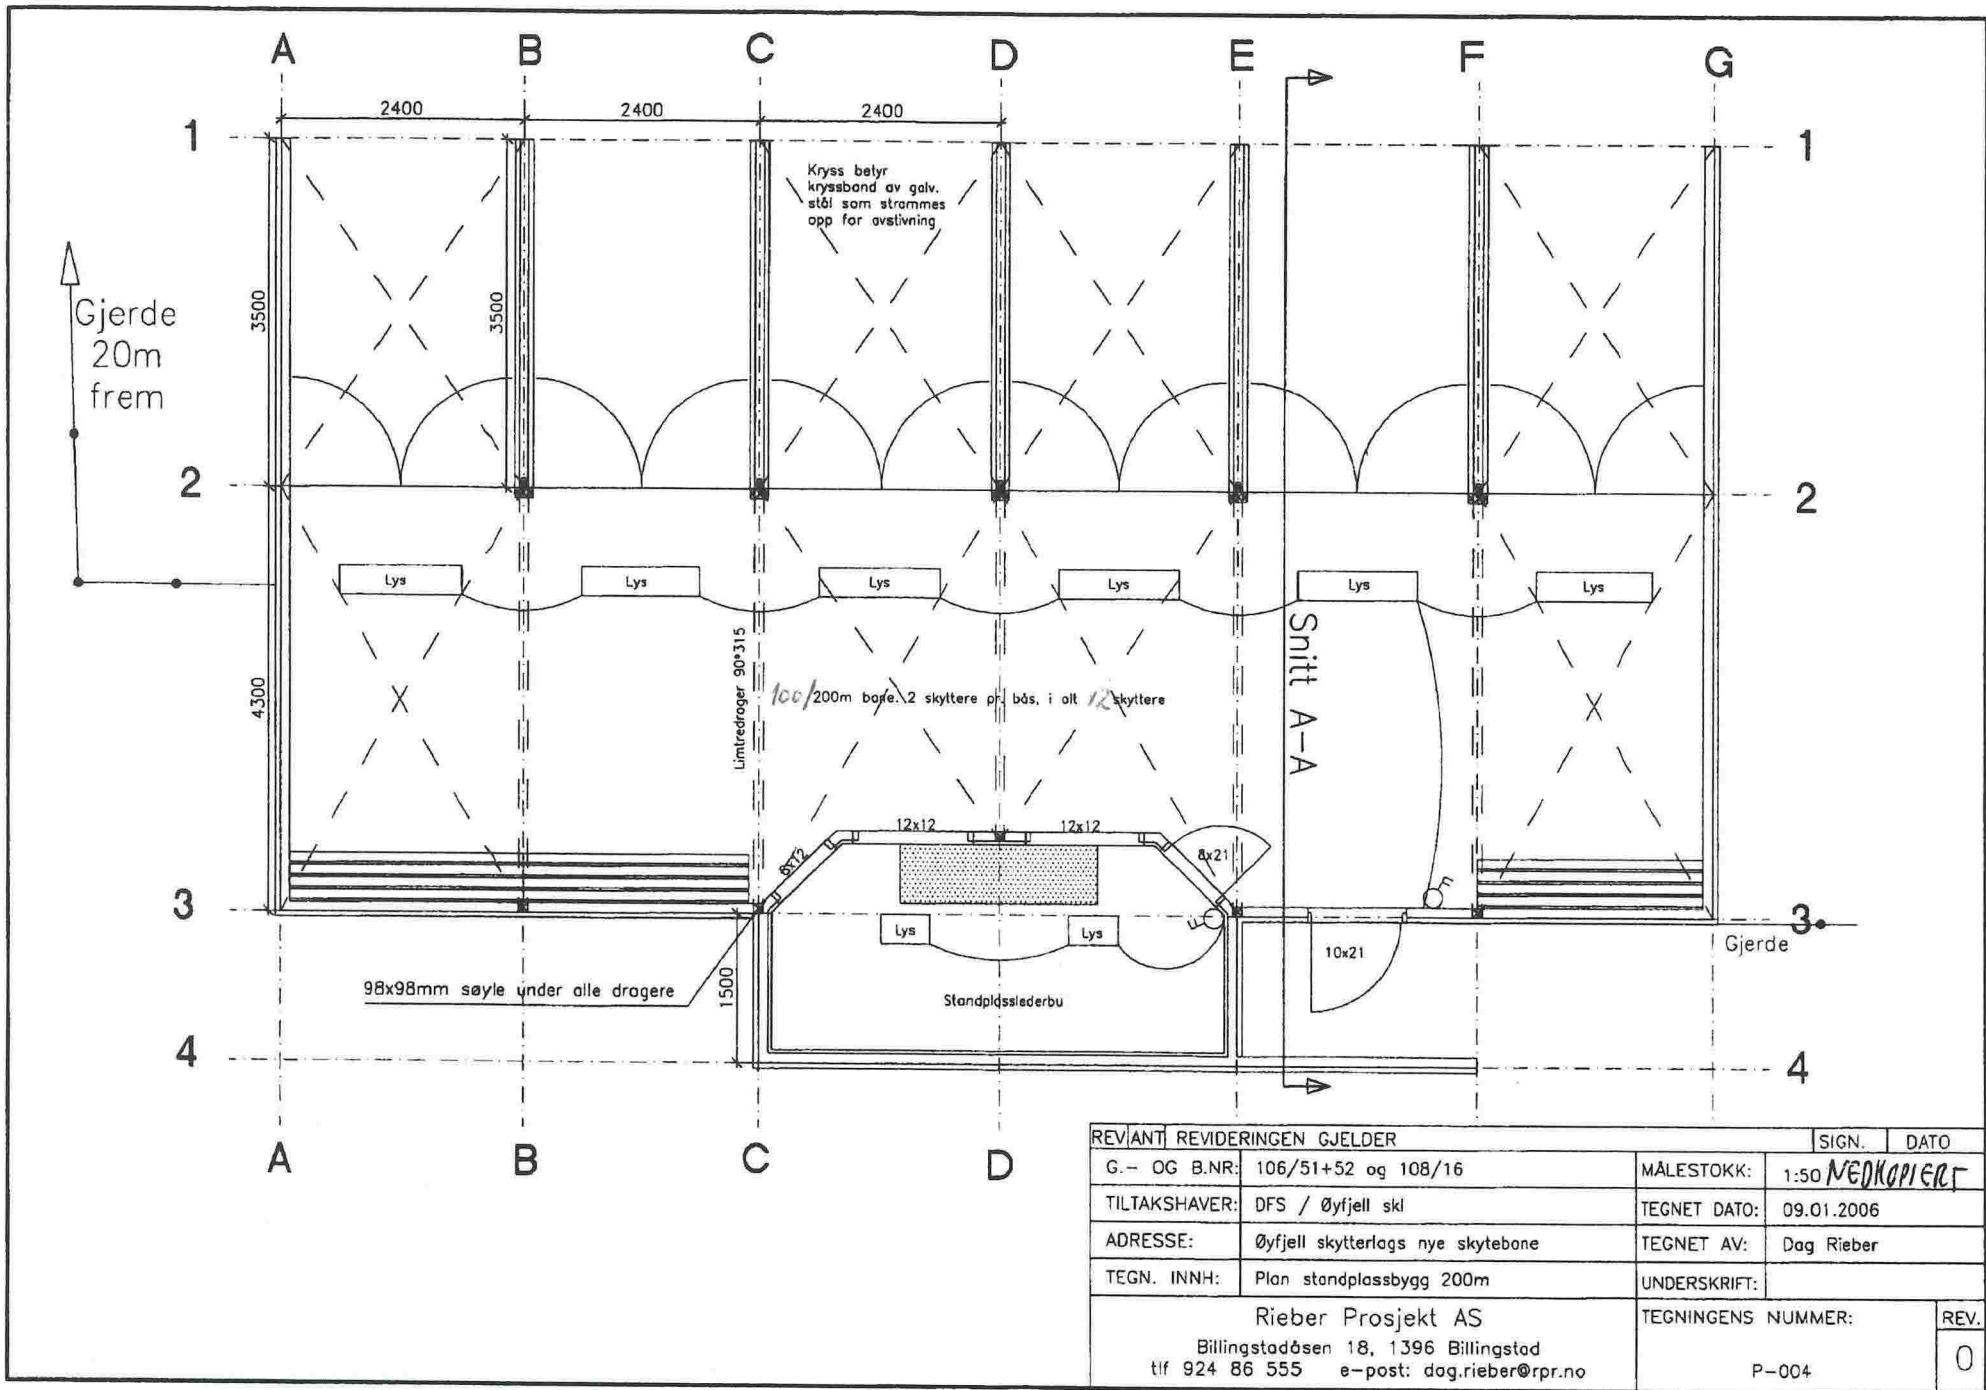 A B C D E F G
2400 2400 2400
1 1
Kryss betyr
kryssbånd av galv.
stål som strammes
opp for avstivning
Gjerde
20m
frem
3500 3500
2 2
Lys Lys Lys Lys Lys Lys
Snitt A-A
Limtredrager 90*315
4300
100/200m bane. 2 skyttere pr. bås, i alt 12 skyttere
12x12 12x12
8x12 8x21
3 3
Lys Lys
10x21
Gjerde
98x98mm søyle under alle dragere
1500
Standplasslederbu
4 4
A B C D
REV ANT REVIDERINGEN GJELDER SIGN. DATO
G.- OG B.NR: 106/51+52 og 108/16 MÅLESTOKK: 1:50 NEDKOPIERT
TILTAKSHAVER: DFS / Øyfjell skl TEGNET DATO: 09.01.2006
ADRESSE: Øyfjell skytterlags nye skytebane TEGNET AV: Dag Rieber
TEGN. INNH: Plan standplassbygg 200m UNDERSKRIFT:
Rieber Prosjekt AS TEGNINGENS NUMMER: REV.
Billingstadåsen 18, 1396 Billingstad
tlf 924 86 555 e-post: dag.rieber@rpr.no P-004 0